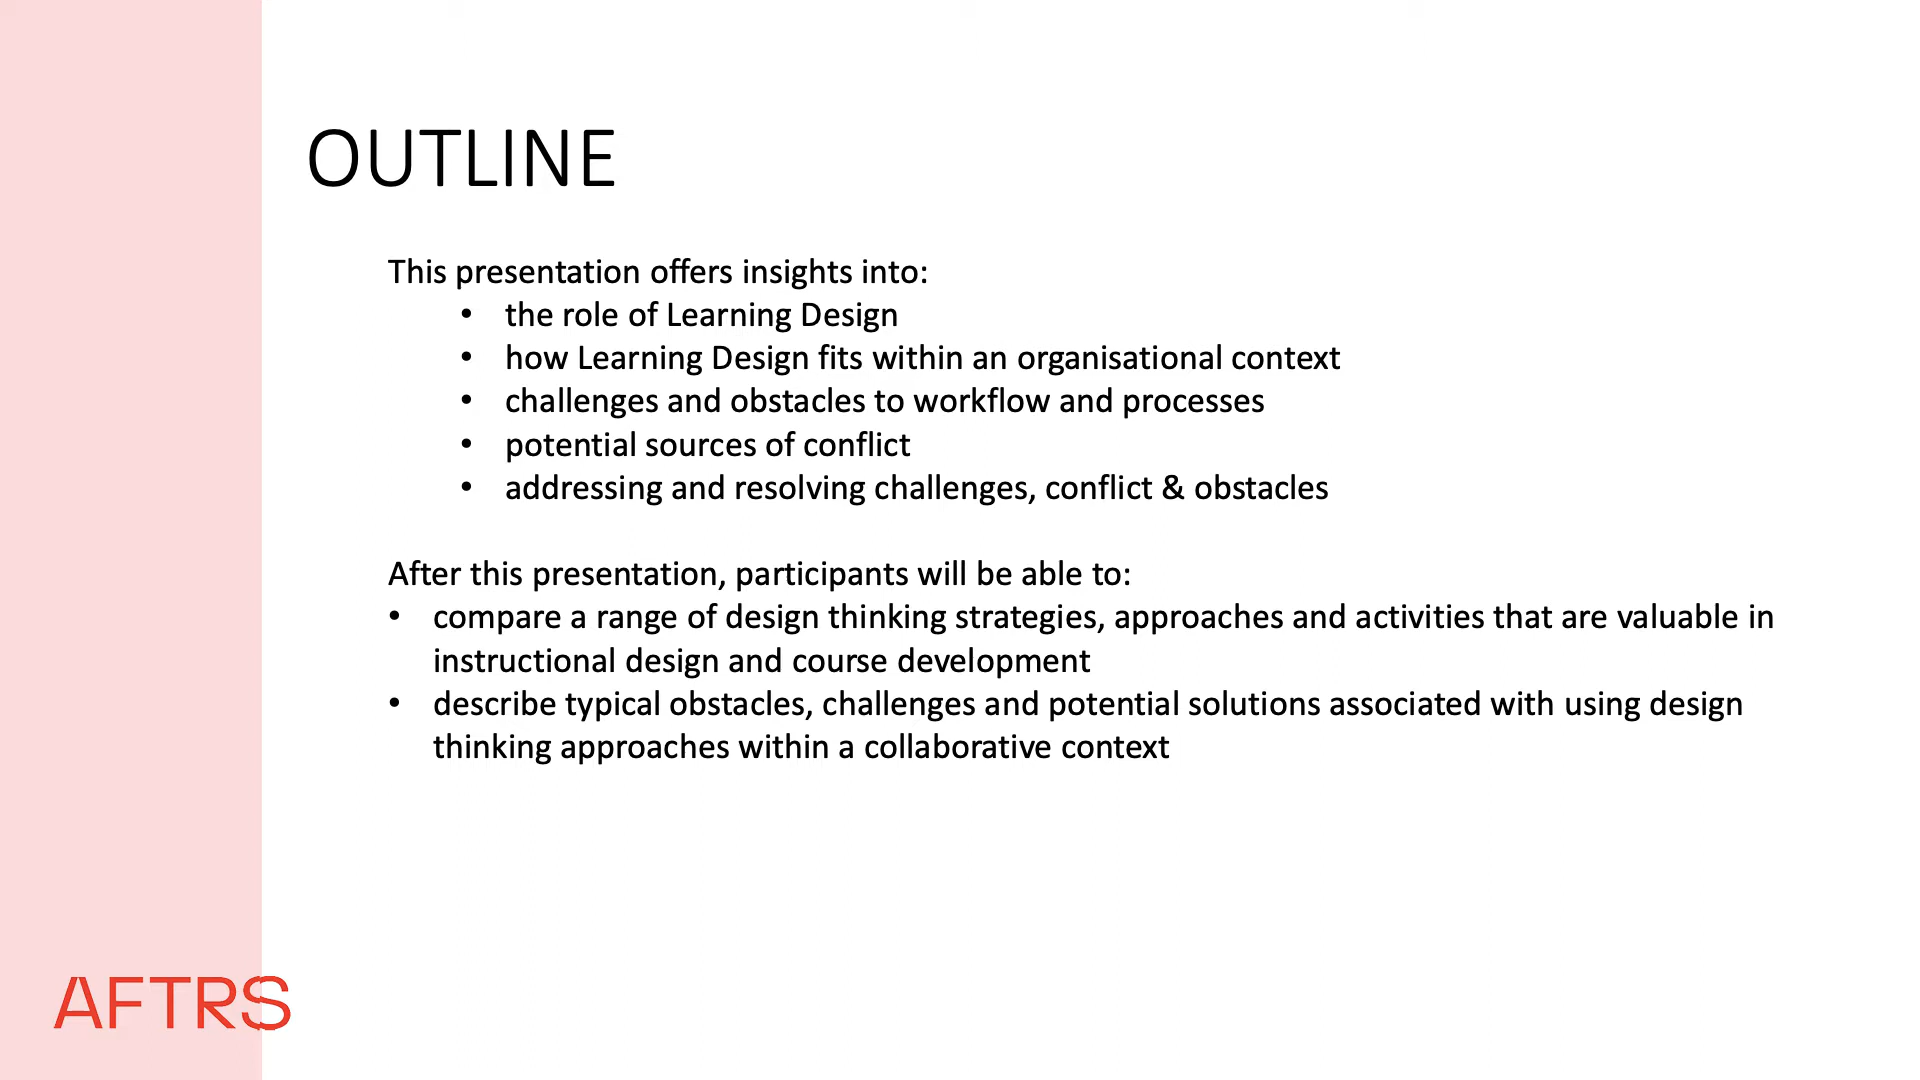 OUTLINE
This presentation offers insights into:
• the role of Learning Design
• how Learning Design fits within an organisational context
• challenges and obstacles to workflow and processes
• potential sources of conflict
• addressing and resolving challenges, conflict & obstacles
After this presentation, participants will be able to:
• compare a range of design thinking strategies, approaches and activities that are valuable in
instructional design and course development
• describe typical obstacles, challenges and potential solutions associated with using design
thinking approaches within a collaborative context
AFTRS